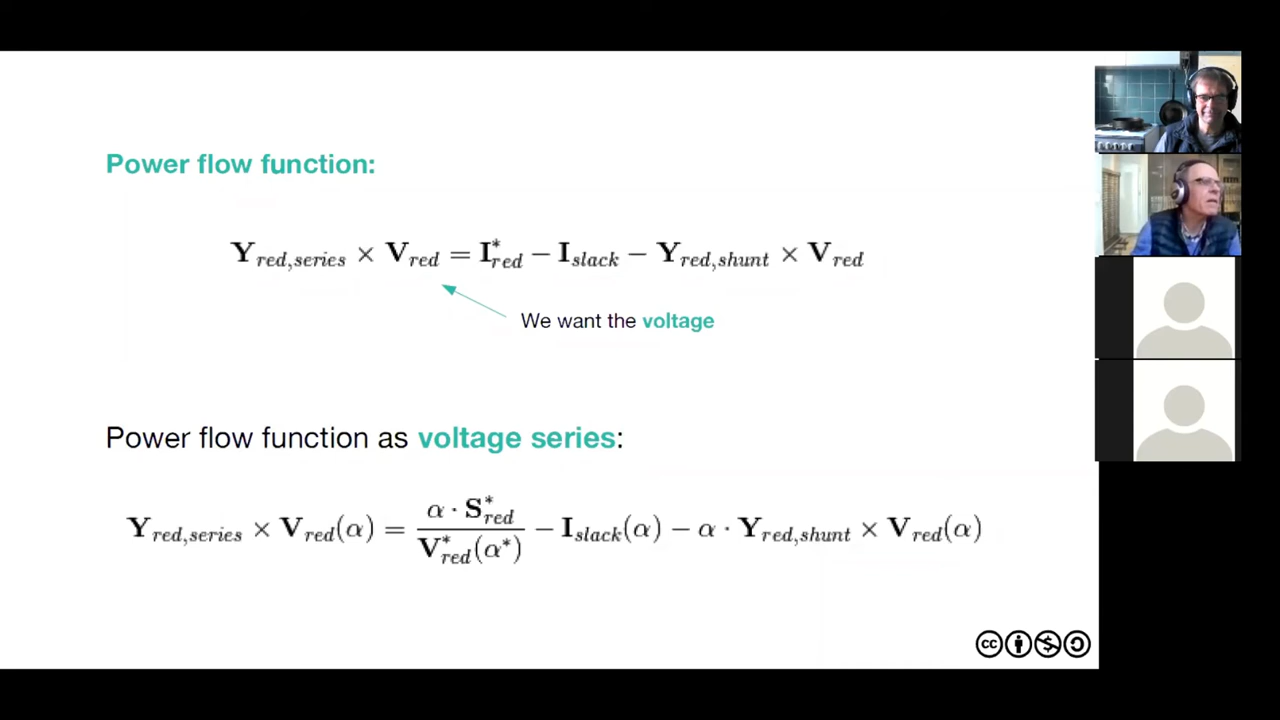 Power flow function:
Y_{red,series} × V_{red} = I^*_{red} − I_{slack} − Y_{red,shunt} × V_{red}
We want the voltage
Power flow function as voltage series:
Y_{red,series} × V_{red}(α) = \frac{α · S^*_{red}}{V^*_{red}(α^*)} − I_{slack}(α) − α · Y_{red,shunt} × V_{red}(α)
cc